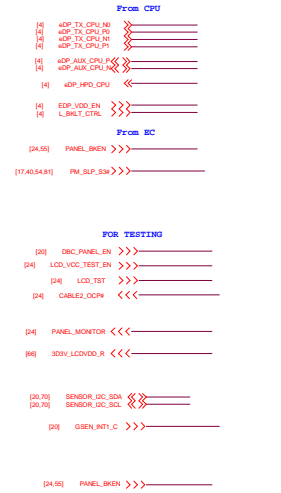 From CPU
[4] eDP_TX_CPU_N0
[4] eDP_TX_CPU_P0
[4] eDP_TX_CPU_N1
[4] eDP_TX_CPU_P1
[4] eDP_AUX_CPU_P
[4] eDP_AUX_CPU_N
[4] eDP_HPD_CPU
[4] EDP_VDD_EN
[4] L_BKLT_CTRL
From EC
[24,55] PANEL_BKEN
[17,40,54,81] PM_SLP_S3#
FOR TESTING
[20] DBC_PANEL_EN
[24] LCD_VCC_TEST_EN
[24] LCD_TST
[24] CABLE2_OCP#
[24] PANEL_MONITOR
[66] 3D3V_LCDVDD_R
[20,70] SENSOR_I2C_SDA
[20,70] SENSOR_I2C_SCL
[20] GSEN_INT1_C
[24,55] PANEL_BKEN